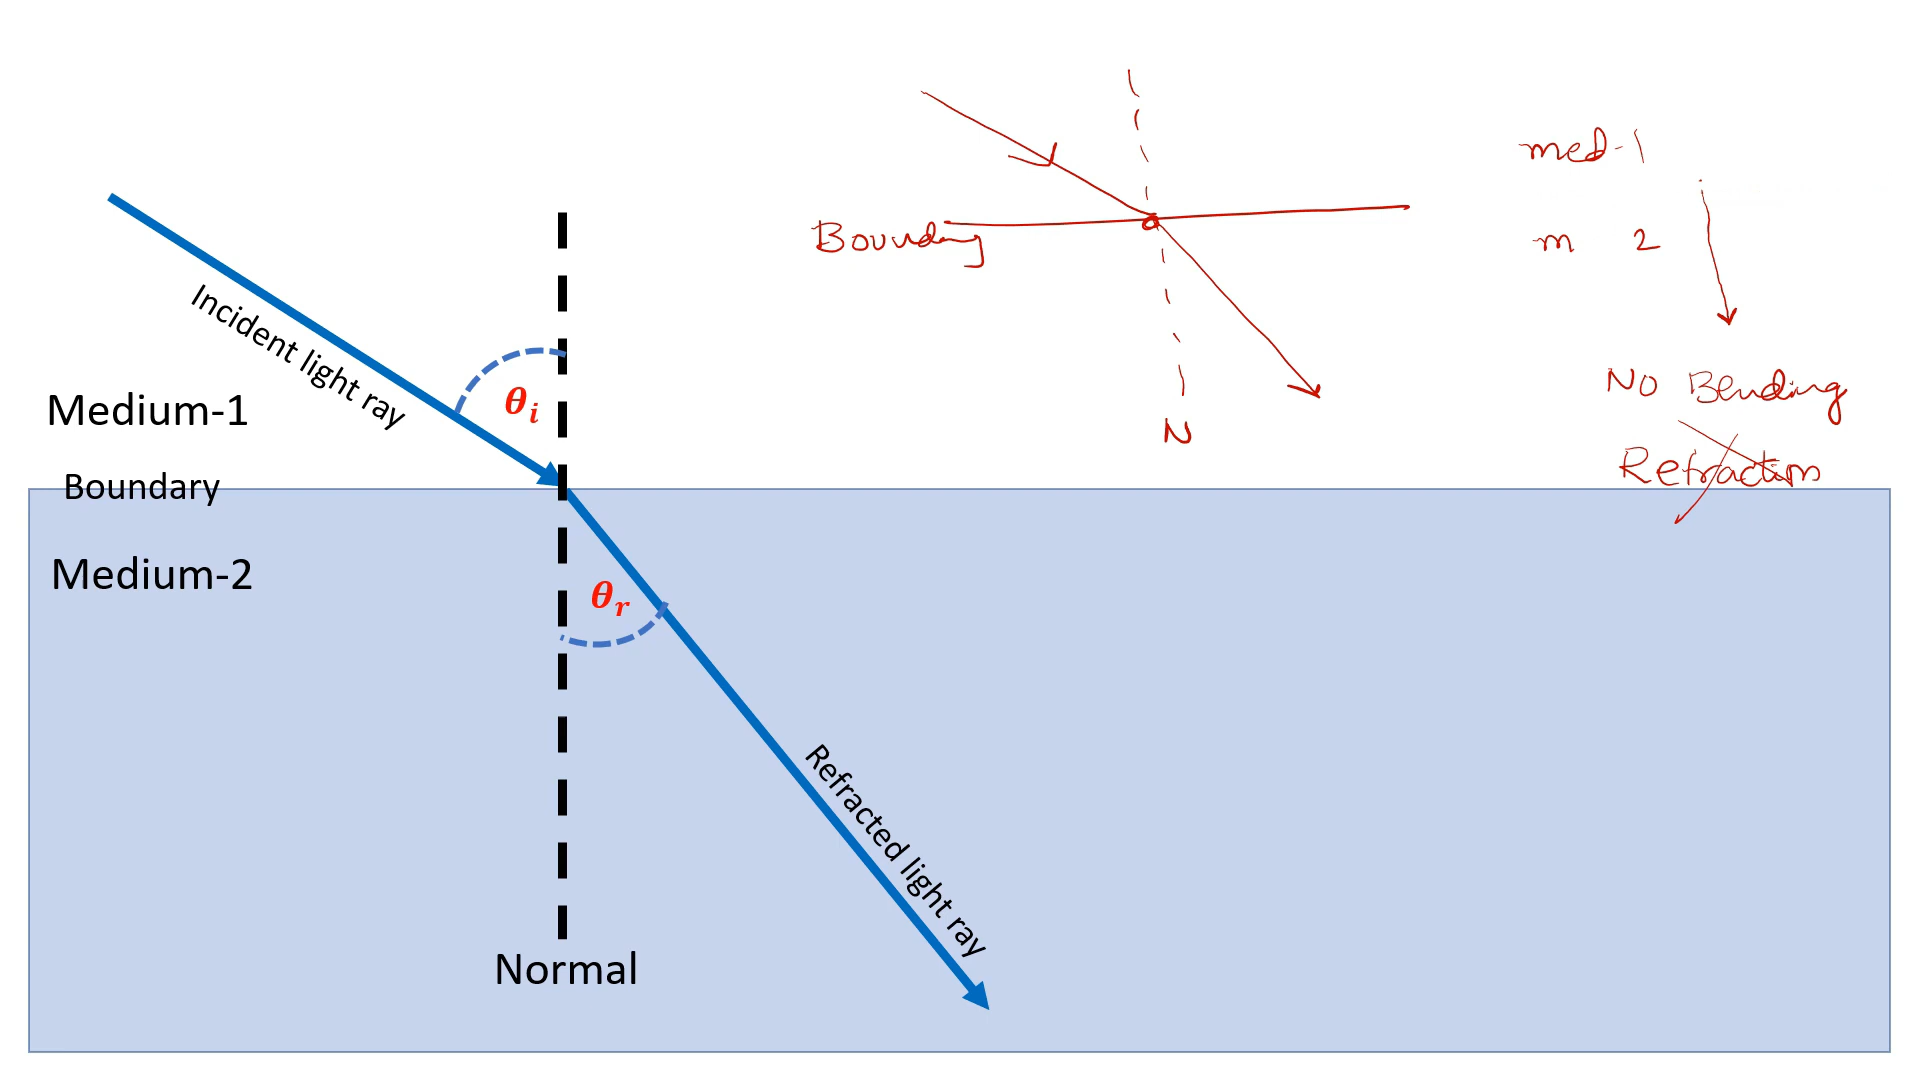 med-1
Boundary
m 2
Incident light ray
θi
Medium-1
No Bending
N
Refraction
Boundary
Medium-2
θr
Refracted light ray
Normal